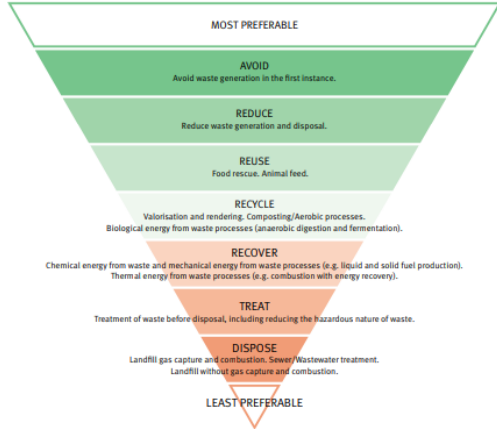 MOST PREFERABLE
AVOID
Avoid waste generation in the first instance.
REDUCE
Reduce waste generation and disposal.
REUSE
Food rescue. Animal feed.
RECYCLE
Valorisation and rendering. Composting/Aerobic processes.
Biological energy from waste processes (anaerobic digestion and fermentation).
RECOVER
Chemical energy from waste and mechanical energy from waste processes (e.g. liquid and solid fuel production).
Thermal energy from waste processes (e.g. combustion with energy recovery).
TREAT
Treatment of waste before disposal, including reducing the hazardous nature of waste.
DISPOSE
Landfill gas capture and combustion. Sewer/Wastewater treatment.
Landfill without gas capture and combustion.
LEAST PREFERABLE